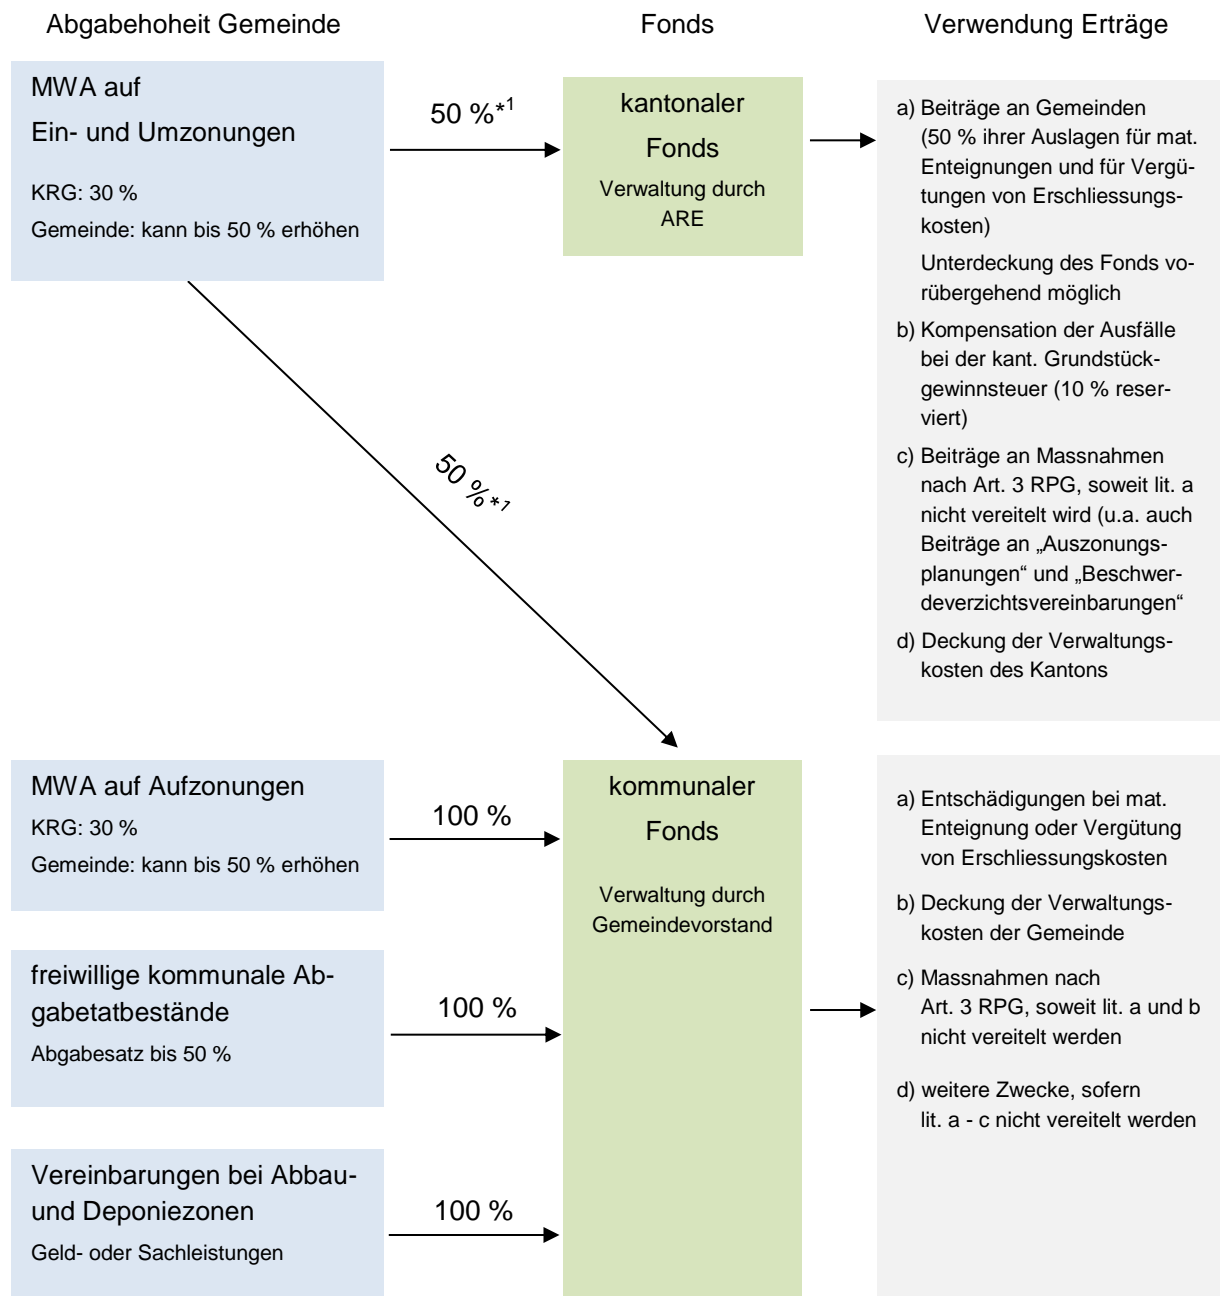 Abgabehoheit Gemeinde
Fonds
Verwendung Erträge
MWA auf
Ein- und Umzonungen
KRG: 30 %
Gemeinde: kann bis 50 % erhöhen
50 %*1
kantonaler
Fonds
Verwaltung durch
ARE
a) Beiträge an Gemeinden
(50 % ihrer Auslagen für mat.
Enteignungen und für Vergü-
tungen von Erschliessungs-
kosten)
Unterdeckung des Fonds vo-
rübergehend möglich
b) Kompensation der Ausfälle
bei der kant. Grundstück-
gewinnsteuer (10 % reser-
viert)
c) Beiträge an Massnahmen
nach Art. 3 RPG, soweit lit. a
nicht vereitelt wird (u.a. auch
Beiträge an „Auszonungs-
planungen“ und „Beschwer-
deverzichtsvereinbarungen“
d) Deckung der Verwaltungs-
kosten des Kantons
50 %*1
MWA auf Aufzonungen
KRG: 30 %
Gemeinde: kann bis 50 % erhöhen
100 %
freiwillige kommunale Ab-
gabetatbestände
Abgabesatz bis 50 %
100 %
Vereinbarungen bei Abbau-
und Deponiezonen
Geld- oder Sachleistungen
100 %
kommunaler
Fonds
Verwaltung durch
Gemeindevorstand
a) Entschädigungen bei mat.
Enteignung oder Vergütung
von Erschliessungskosten
b) Deckung der Verwaltungs-
kosten der Gemeinde
c) Massnahmen nach
Art. 3 RPG, soweit lit. a und b
nicht vereitelt werden
d) weitere Zwecke, sofern
lit. a - c nicht vereitelt werden